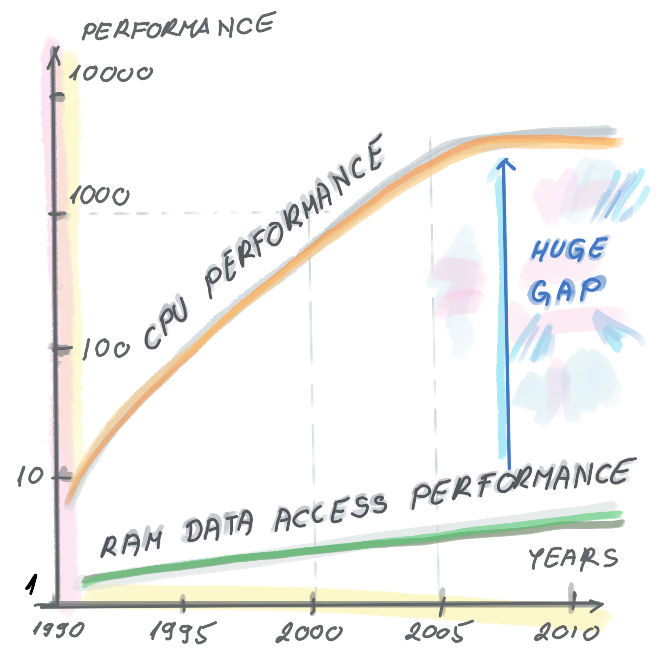 PERFORMANCE
10000
1000
CPU PERFORMANCE
HUGE
GAP
100
10
RAM DATA ACCESS PERFORMANCE
YEARS
1
1990 1995 2000 2005 2010